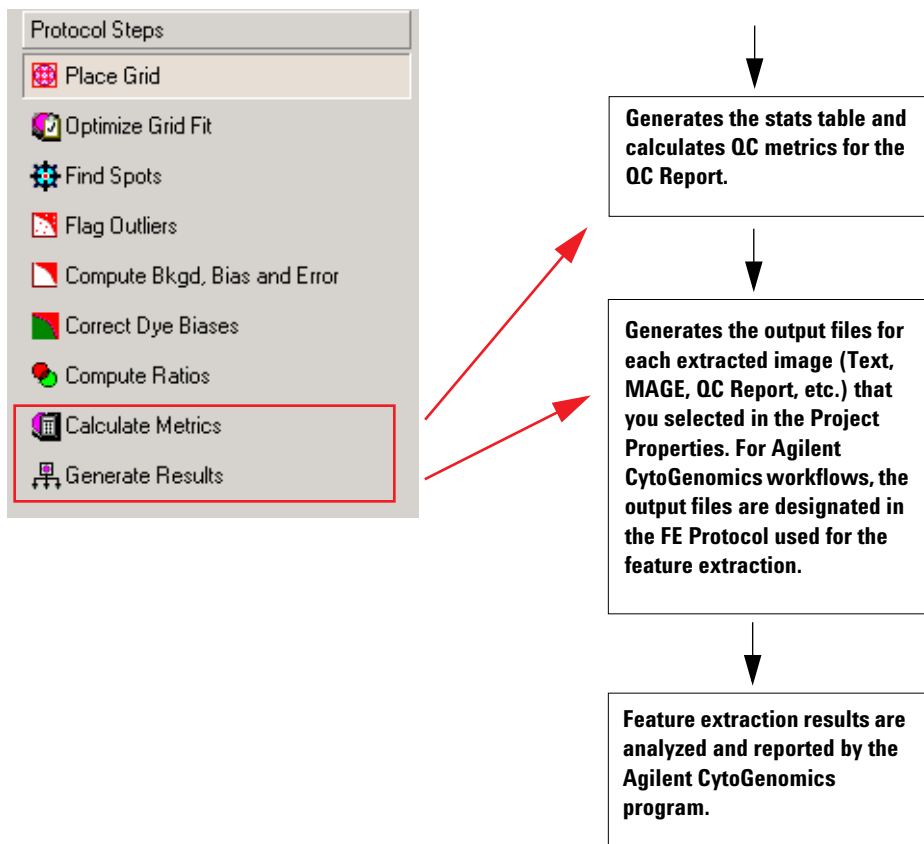 Protocol Steps
Place Grid
Optimize Grid Fit
Find Spots
Flag Outliers
Compute Bkgd, Bias and Error
Correct Dye Biases
Compute Ratios
Calculate Metrics
Generate Results
Generates the stats table and
calculates QC metrics for the
QC Report.
Generates the output files for
each extracted image (Text,
MAGE, QC Report, etc.) that
you selected in the Project
Properties. For Agilent
CytoGenomics workflows, the
output files are designated in
the FE Protocol used for the
feature extraction.
Feature extraction results are
analyzed and reported by the
Agilent CytoGenomics
program.